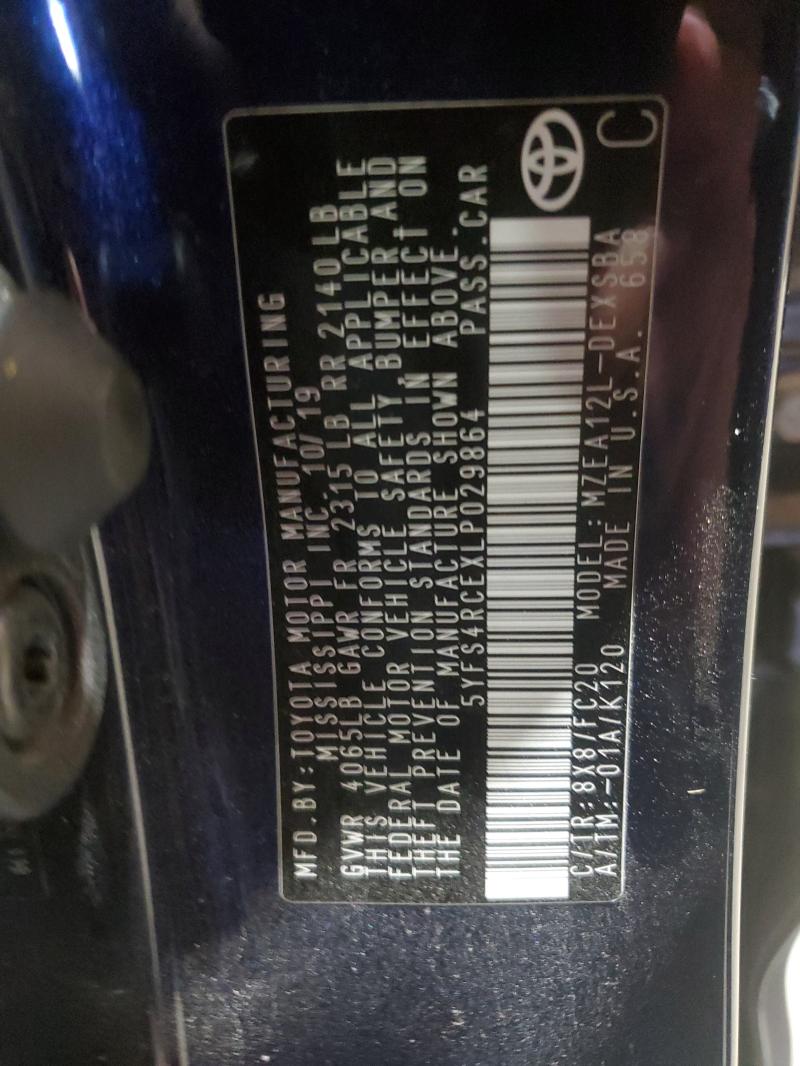 MFD.BY:TOYOTA MOTOR MANUFACTURING
MISSISSIPPI INC. 10/19
GVWR 4065LB GAWR FR 2315 LB RR 2140LB
THIS VEHICLE CONFORMS TO ALL APPLICABLE
FEDERAL MOTOR VEHICLE SAFETY, BUMPER AND
THEFT PREVENTION STANDARDS IN EFFECT ON
THE DATE OF MANUFACTURE SHOWN ABOVE.
5YFS4RCEXLP029864 PASS.CAR
C/TR:8X8/FC20 MODEL:MZEA12L-DEXSBA
A/TM:-01A/K120 MADE IN U.S.A. 658
C